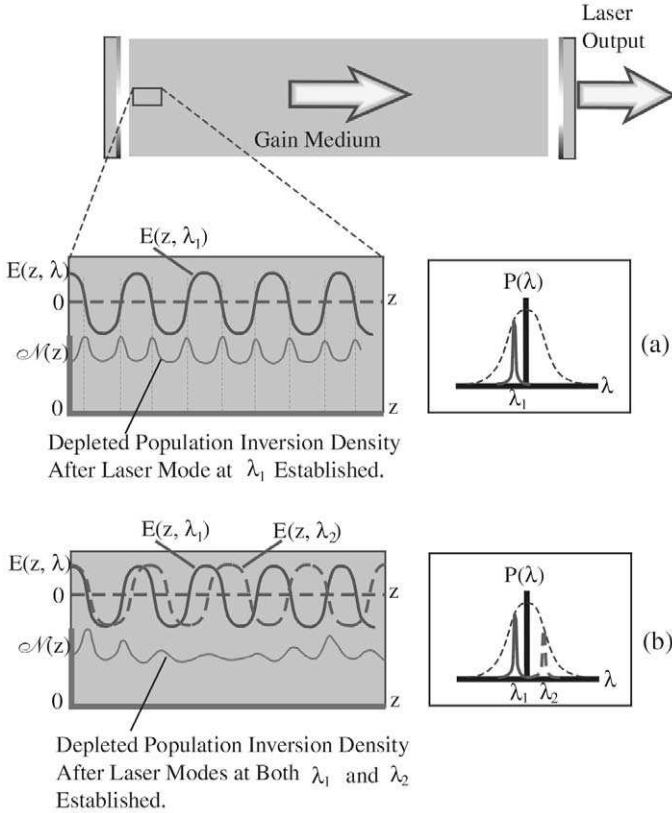 Laser
Output
Gain Medium
E(z, λ₁)
E(z, λ)
0
z
𝒩(z)
0
z
P(λ)
λ
λ₁
(a)
Depleted Population Inversion Density
After Laser Mode at λ₁ Established.
E(z, λ₁) E(z, λ₂)
E(z, λ)
0
z
𝒩(z)
0
z
P(λ)
λ
λ₁ λ₂
(b)
Depleted Population Inversion Density
After Laser Modes at Both λ₁ and λ₂
Established.